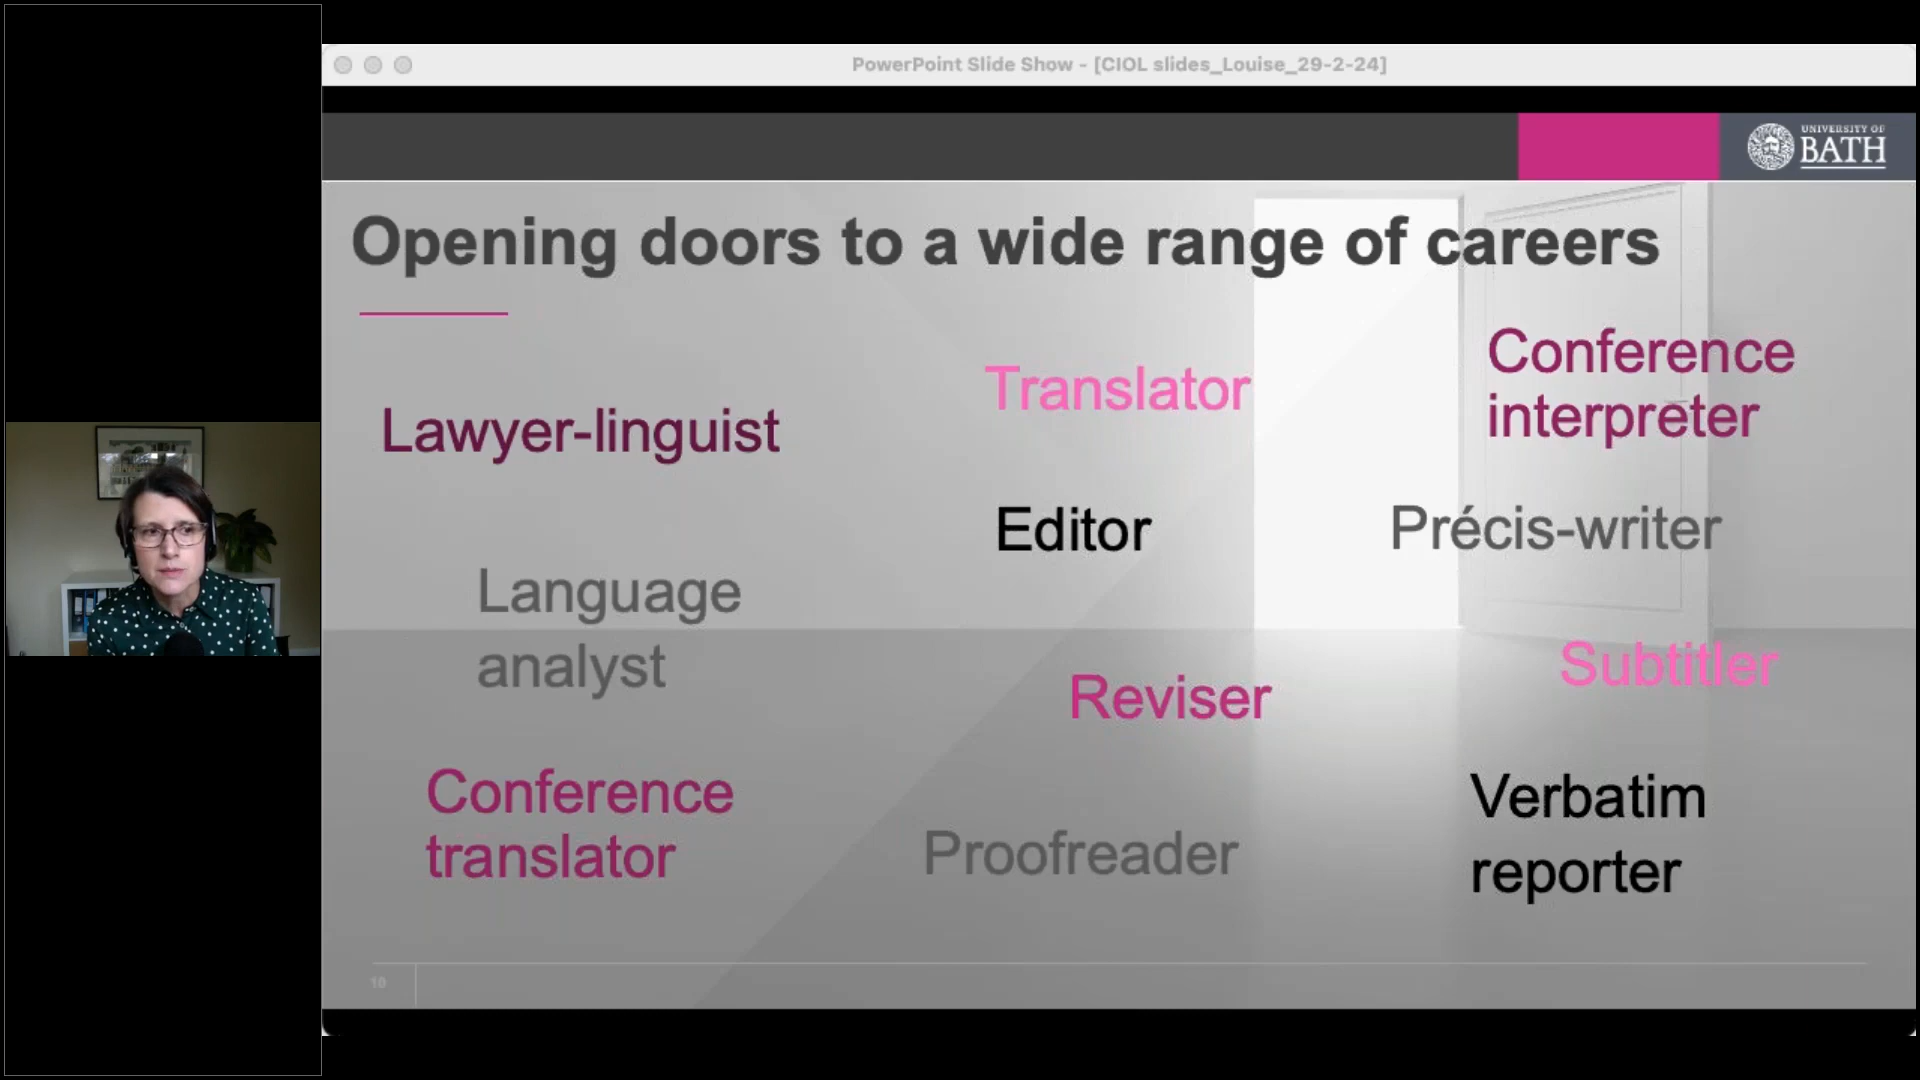 PowerPoint Slide Show - [CIOL slides_Louise_29-2-24]
UNIVERSITY OF
BATH
Opening doors to a wide range of careers
Lawyer-linguist
Translator
Conference
interpreter
Editor
Précis-writer
Language
analyst
Reviser
Subtitler
Conference
translator
Proofreader
Verbatim
reporter
10